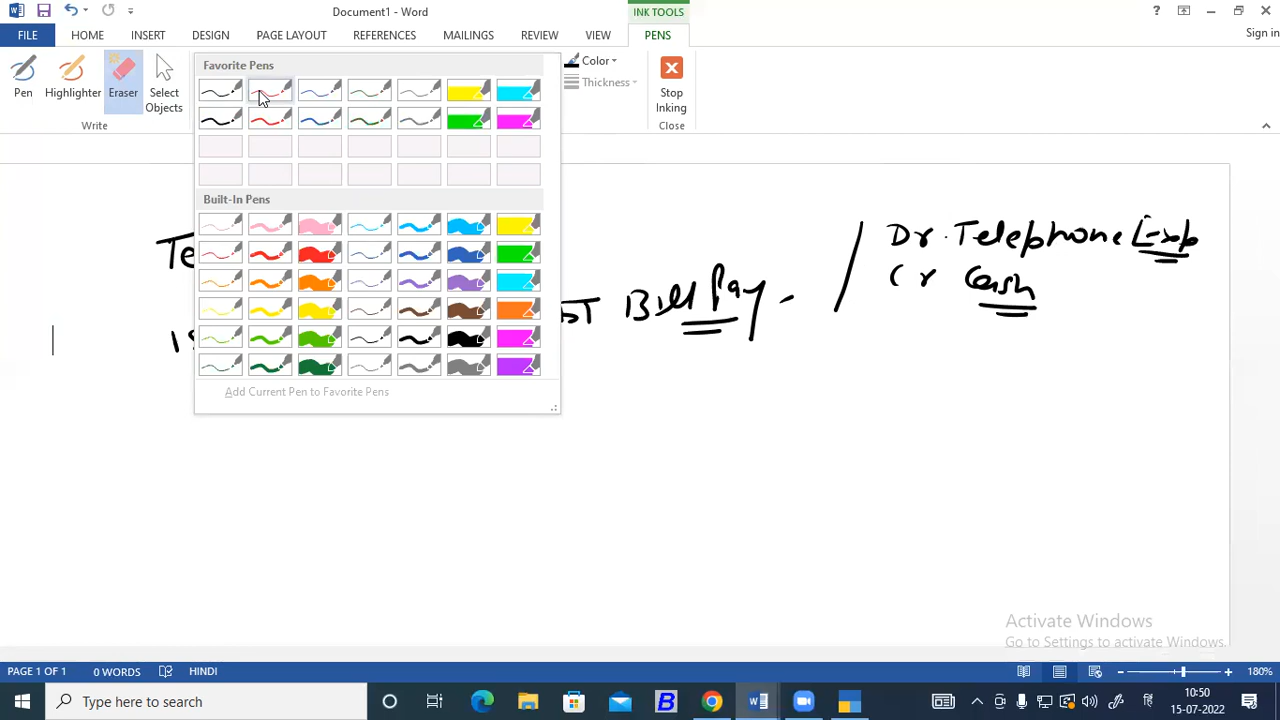 Document1 - Word
INK TOOLS
? Sign in
FILE HOME INSERT DESIGN PAGE LAYOUT REFERENCES MAILINGS REVIEW VIEW PENS
Pen Highlighter Eraser Select Objects
Write
Color
Thickness
Stop Inking
Close
Favorite Pens
Built-In Pens
Add Current Pen to Favorite Pens
Te
Bill Pay -
/ Dr. Telephone Exp
Cr Cash
Activate Windows
Go to Settings to activate Windows.
PAGE 1 OF 1 0 WORDS HINDI 180%
Type here to search
10:50
15-07-2022